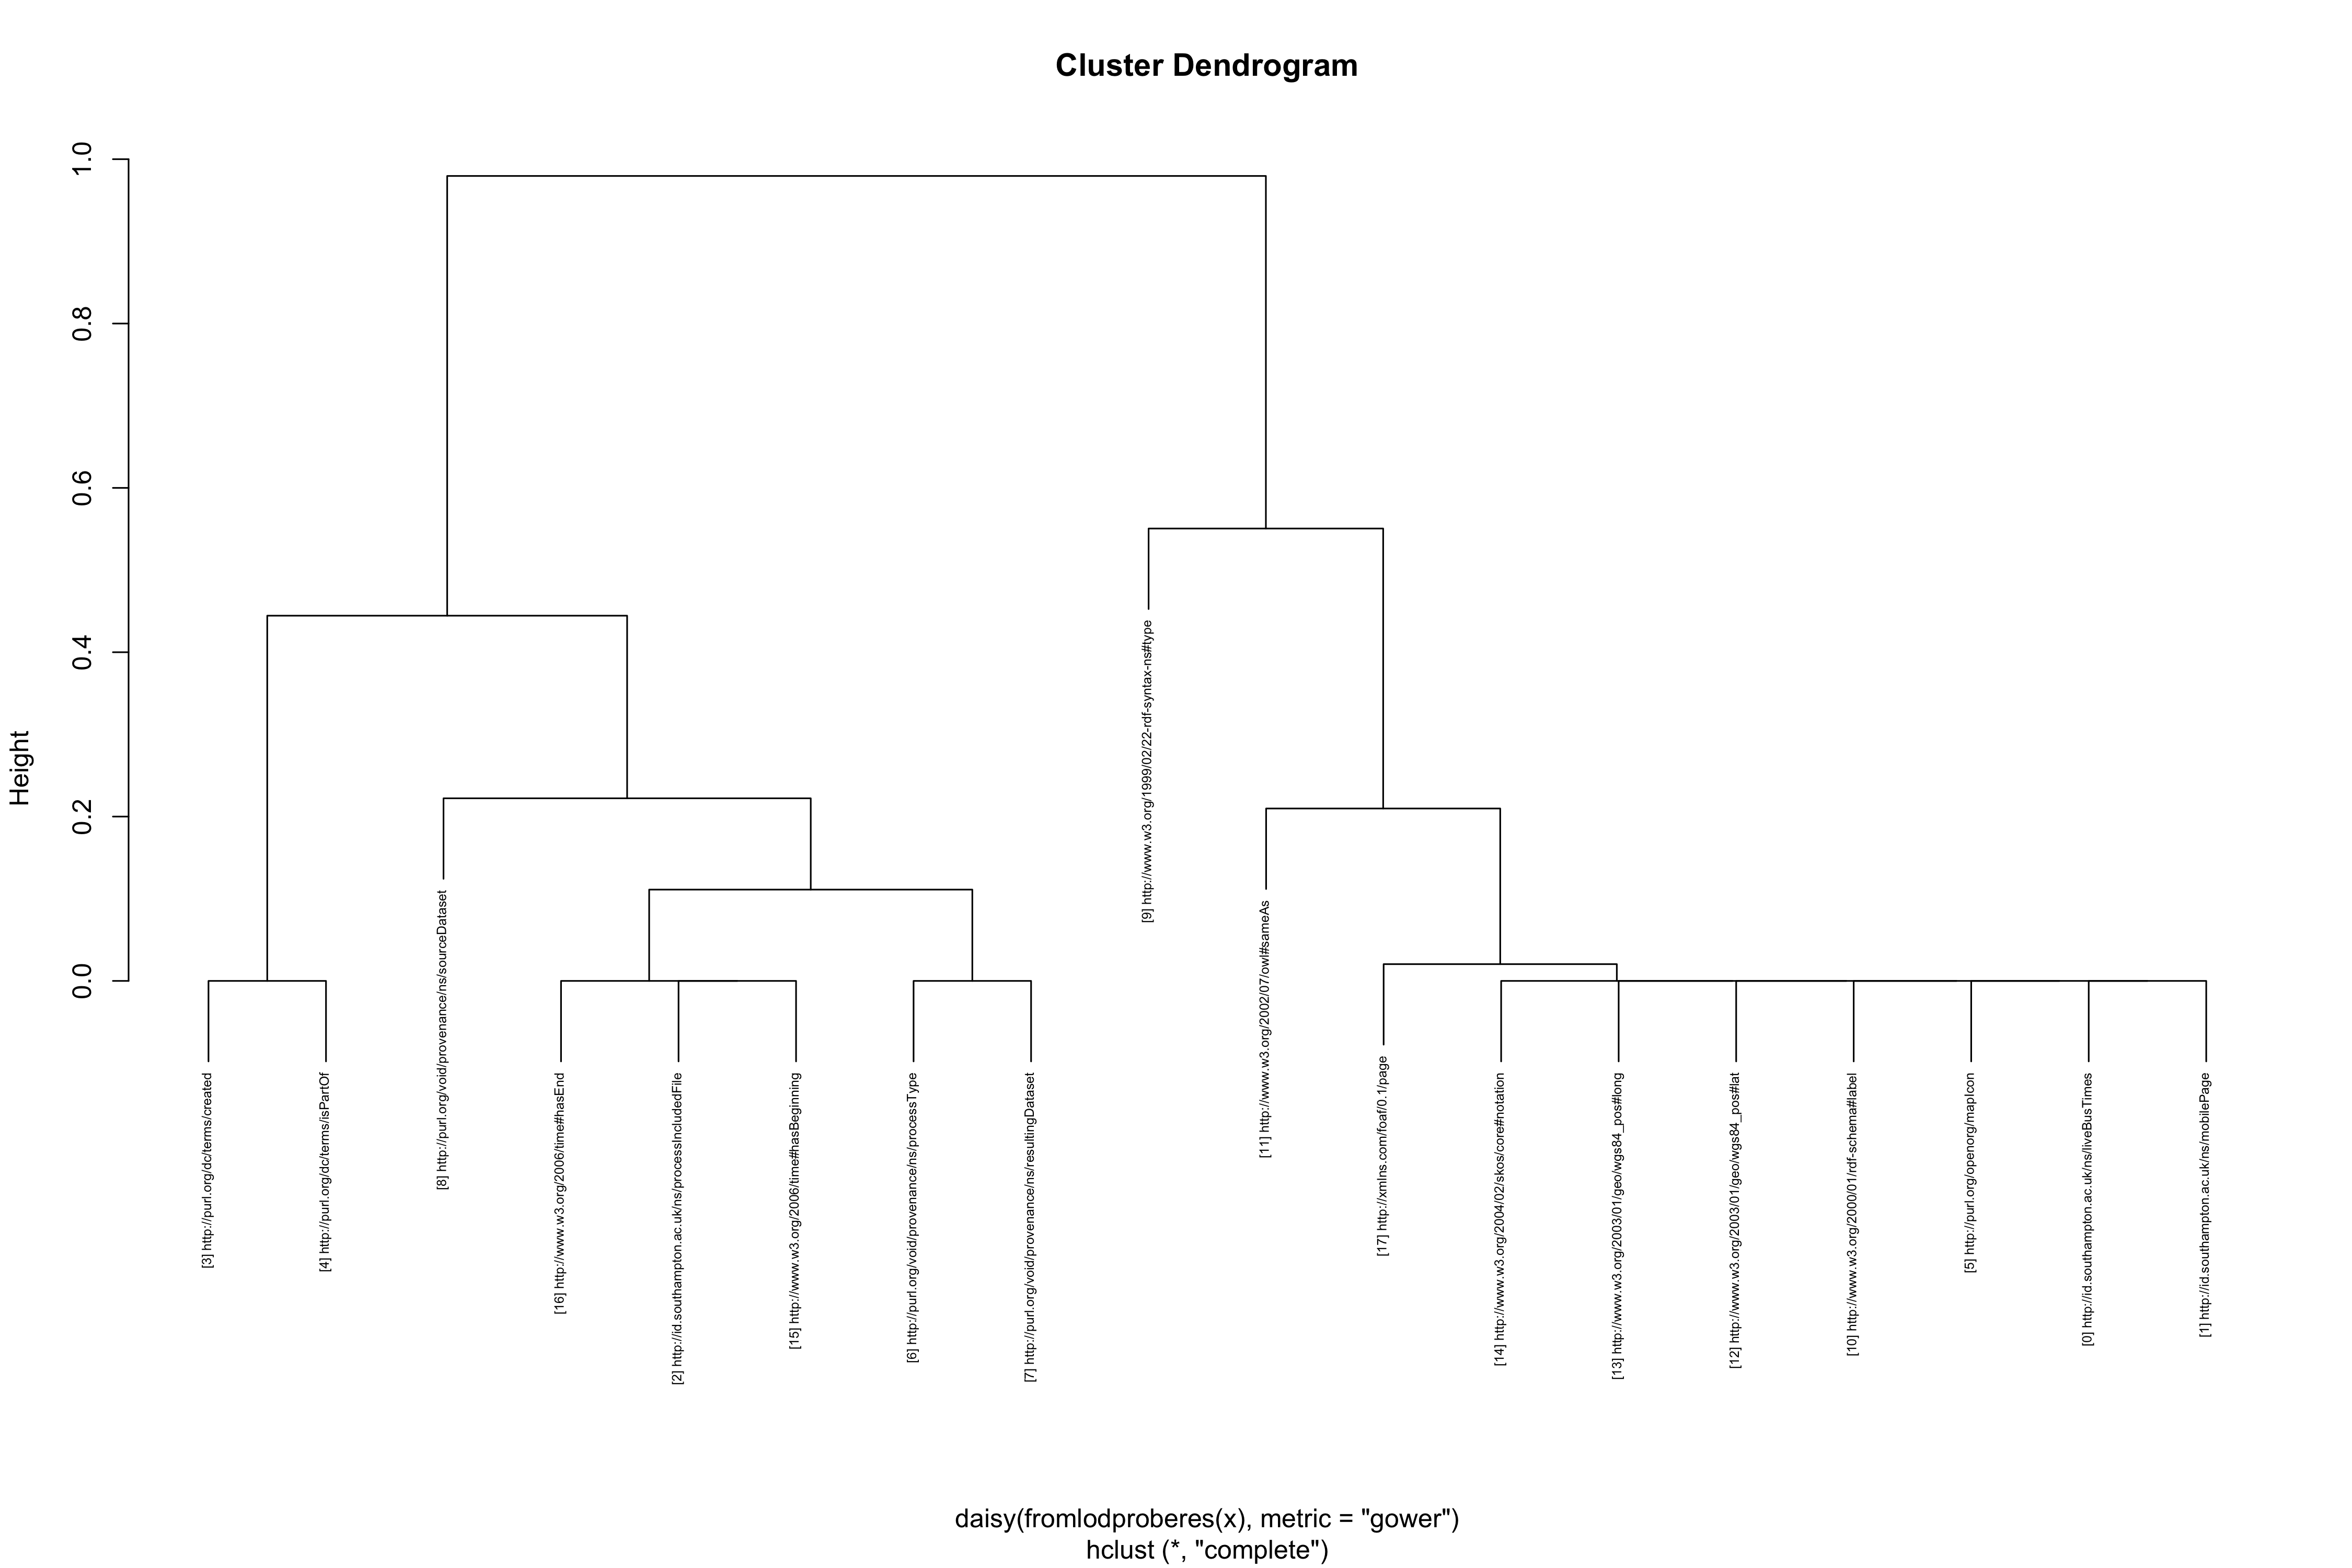 Cluster Dendrogram
Height
1.0
0.8
0.6
0.4
0.2
0.0
[3] http://purl.org/dc/terms/created
[4] http://purl.org/dc/terms/isPartOf
[8] http://purl.org/void/provenance/ns/sourceDataset
[16] http://www.w3.org/2006/time#hasEnd
[2] http://id.southampton.ac.uk/ns/processIncludedFile
[15] http://www.w3.org/2006/time#hasBeginning
[6] http://purl.org/void/provenance/ns/processType
[7] http://purl.org/void/provenance/ns/resultingDataset
[9] http://www.w3.org/1999/02/22-rdf-syntax-ns#type
[11] http://www.w3.org/2002/07/owl#sameAs
[17] http://xmlns.com/foaf/0.1/page
[14] http://www.w3.org/2004/02/skos/core#notation
[13] http://www.w3.org/2003/01/geo/wgs84_pos#long
[12] http://www.w3.org/2003/01/geo/wgs84_pos#lat
[10] http://www.w3.org/2000/01/rdf-schema#label
[5] http://purl.org/openorg/mapIcon
[0] http://id.southampton.ac.uk/ns/liveBusTimes
[1] http://id.southampton.ac.uk/ns/mobilePage
daisy(fromlodproberes(x), metric = "gower")
hclust (*, "complete")